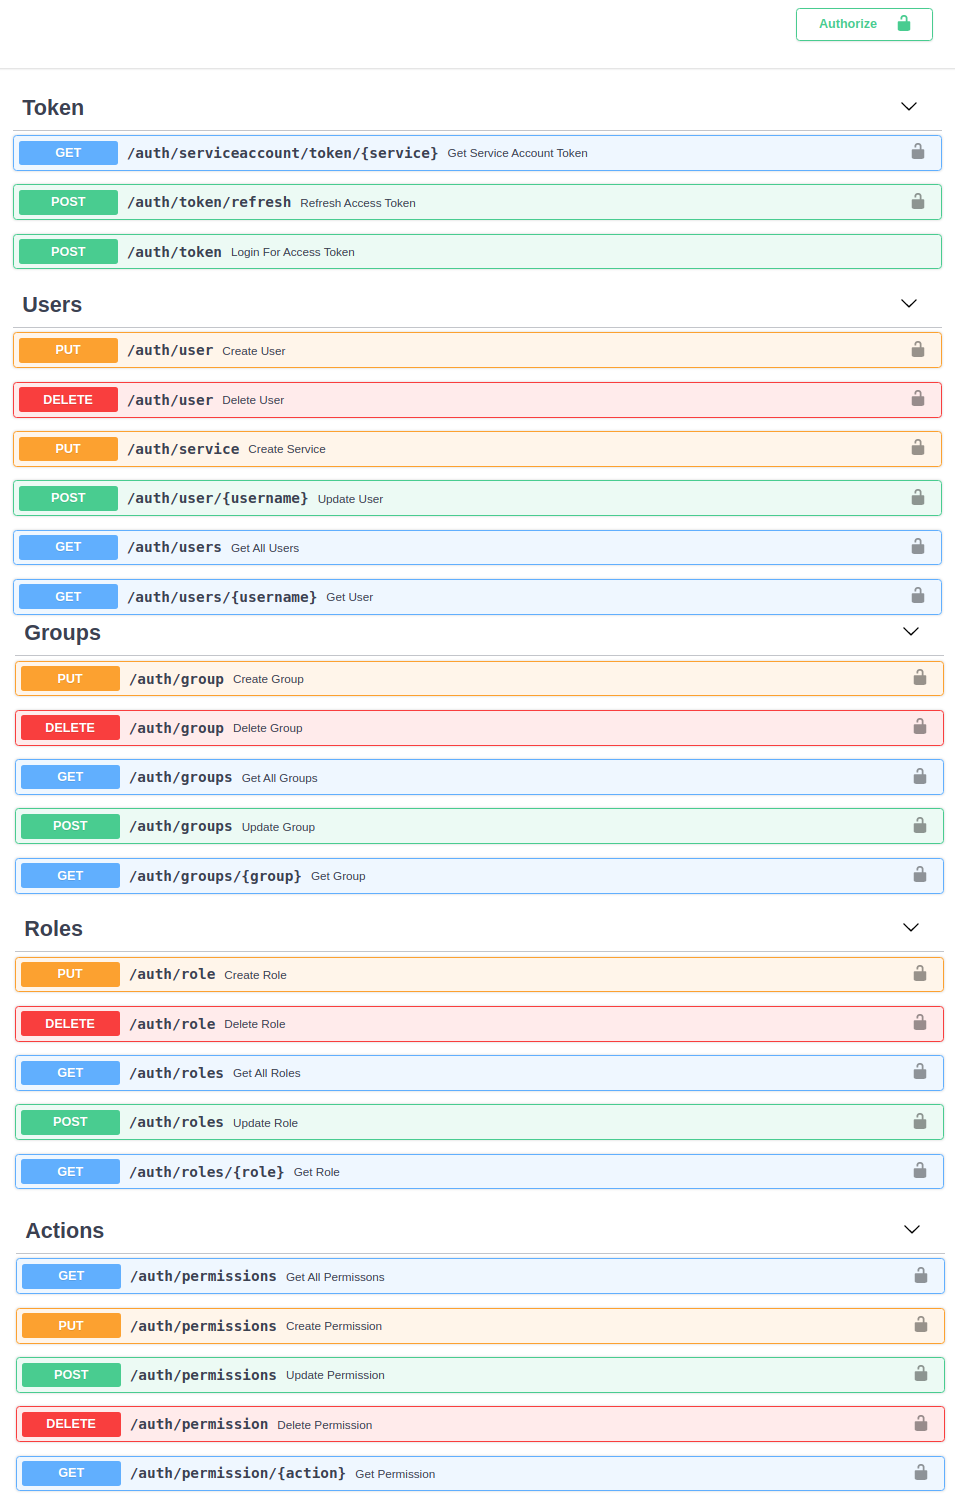 Authorize
Token
GET /auth/serviceaccount/token/{service} Get Service Account Token
POST /auth/token/refresh Refresh Access Token
POST /auth/token Login For Access Token
Users
PUT /auth/user Create User
DELETE /auth/user Delete User
PUT /auth/service Create Service
POST /auth/user/{username} Update User
GET /auth/users Get All Users
GET /auth/users/{username} Get User
Groups
PUT /auth/group Create Group
DELETE /auth/group Delete Group
GET /auth/groups Get All Groups
POST /auth/groups Update Group
GET /auth/groups/{group} Get Group
Roles
PUT /auth/role Create Role
DELETE /auth/role Delete Role
GET /auth/roles Get All Roles
POST /auth/roles Update Role
GET /auth/roles/{role} Get Role
Actions
GET /auth/permissions Get All Permissons
PUT /auth/permissions Create Permission
POST /auth/permissions Update Permission
DELETE /auth/permission Delete Permission
GET /auth/permission/{action} Get Permission